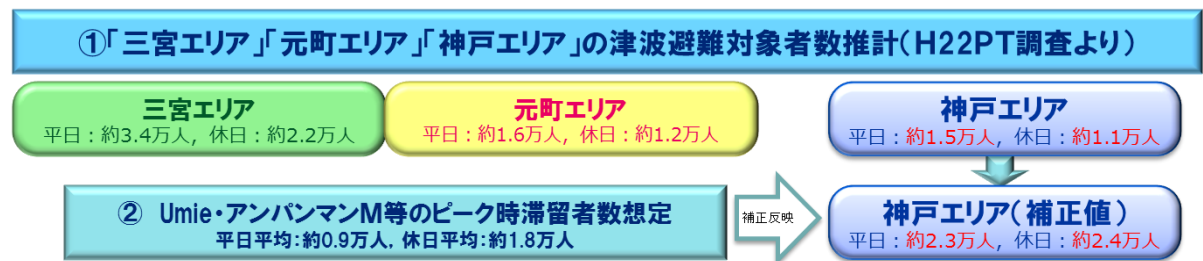 ①「三宮エリア」「元町エリア」「神戸エリア」の津波避難対象者数推計(H22PT調査より)
三宮エリア
平日：約3.4万人, 休日：約2.2万人
元町エリア
平日：約1.6万人, 休日：約1.2万人
神戸エリア
平日：約1.5万人, 休日：約1.1万人
② Umie・アンパンマンM等のピーク時滞留者数想定
平日平均:約0.9万人, 休日平均:約1.8万人
補正反映
神戸エリア(補正値)
平日：約2.3万人, 休日：約2.4万人